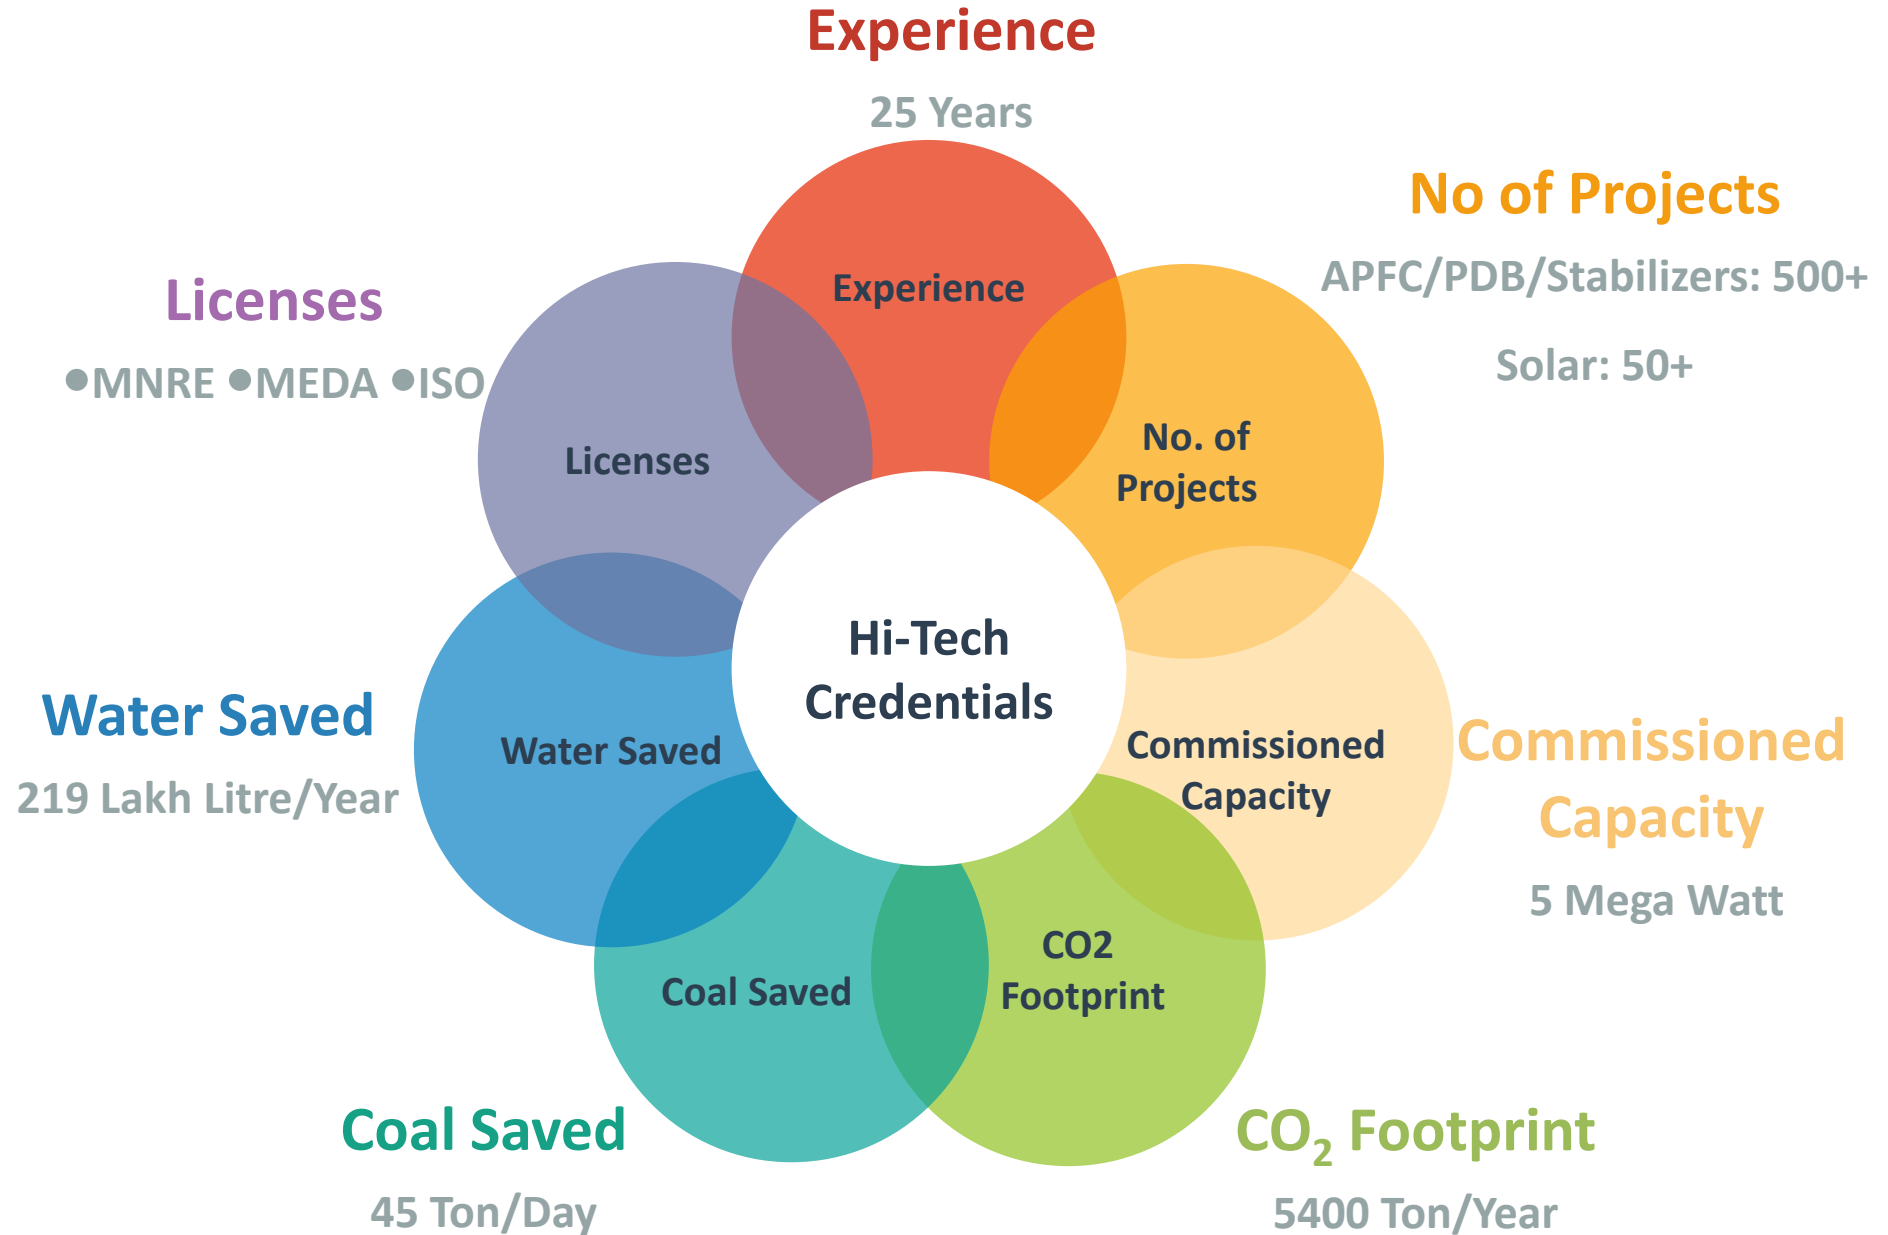 Experience
25 Years
No of Projects
APFC/PDB/Stabilizers: 500+
Solar: 50+
Licenses
•MNRE •MEDA •ISO
Experience
No. of
Projects
Licenses
Hi-Tech
Credentials
Water Saved
219 Lakh Litre/Year
Water Saved
Commissioned
Capacity
Commissioned
Capacity
5 Mega Watt
CO2
Footprint
Coal Saved
Coal Saved
45 Ton/Day
CO₂ Footprint
5400 Ton/Year